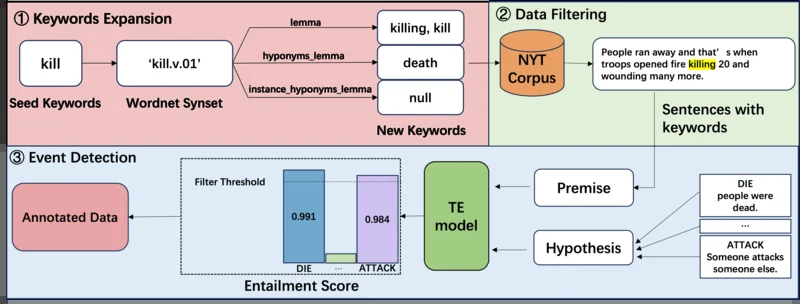 ① Keywords Expansion
kill
Seed Keywords
‘kill.v.01’
Wordnet Synset
lemma
hyponyms_lemma
instance_hyponyms_lemma
killing, kill
death
null
New Keywords
② Data Filtering
NYT
Corpus
People ran away and that’ s when
troops opened fire killing 20 and
wounding many more.
Sentences with
keywords
③ Event Detection
Annotated Data
Filter Threshold
0.991
0.984
DIE
...
ATTACK
Entailment Score
TE
model
Premise
Hypothesis
DIE
people were
dead.
...
ATTACK
Someone attacks
someone else.